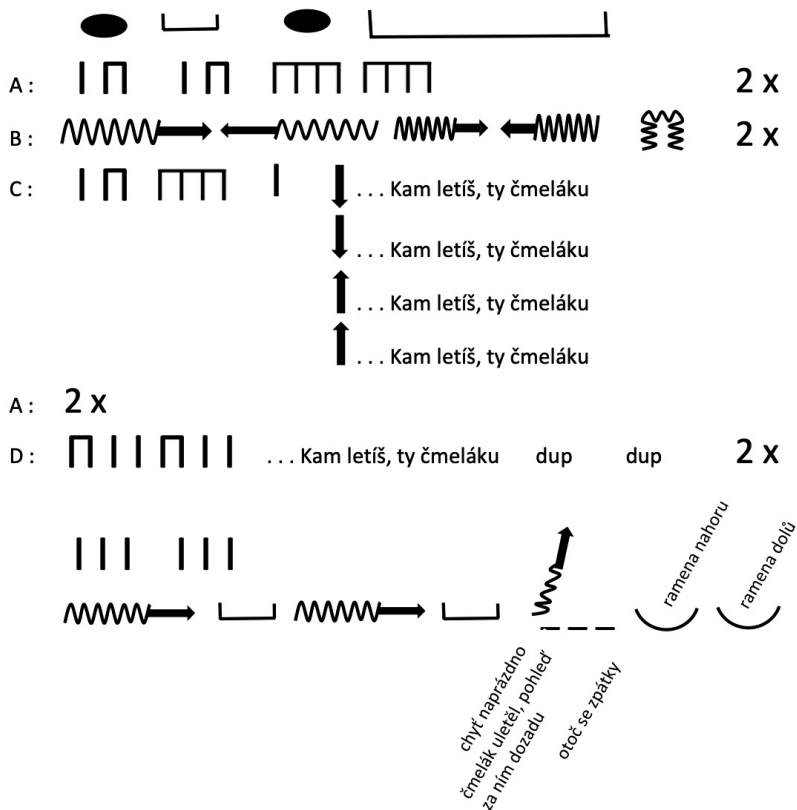 A : 2 x
B : 2 x
C : . . . Kam letíš, ty čmeláku
. . . Kam letíš, ty čmeláku
. . . Kam letíš, ty čmeláku
. . . Kam letíš, ty čmeláku
A : 2 x
D : . . . Kam letíš, ty čmeláku dup dup 2 x
ramena nahoru
ramena dolů
chyť naprázdno
čmelák uletěl, pohleď
za ním dozadu
otoč se zpátky